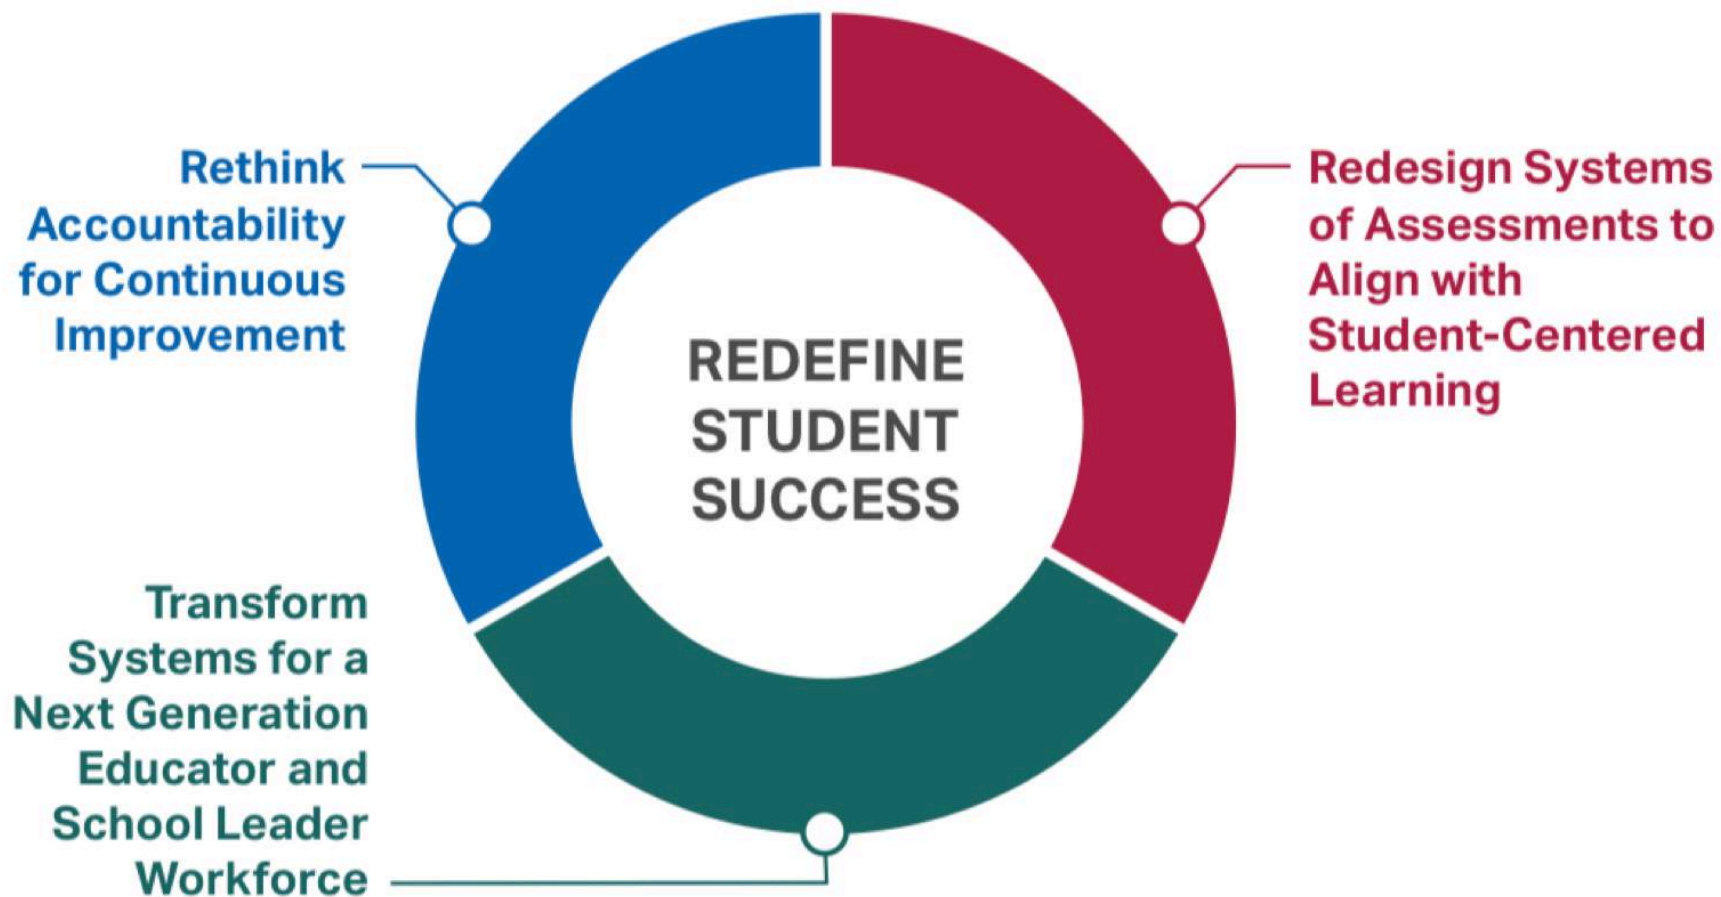 Rethink
Accountability
for Continuous
Improvement
Redesign Systems
of Assessments to
Align with
Student-Centered
Learning
REDEFINE
STUDENT
SUCCESS
Transform
Systems for a
Next Generation
Educator and
School Leader
Workforce